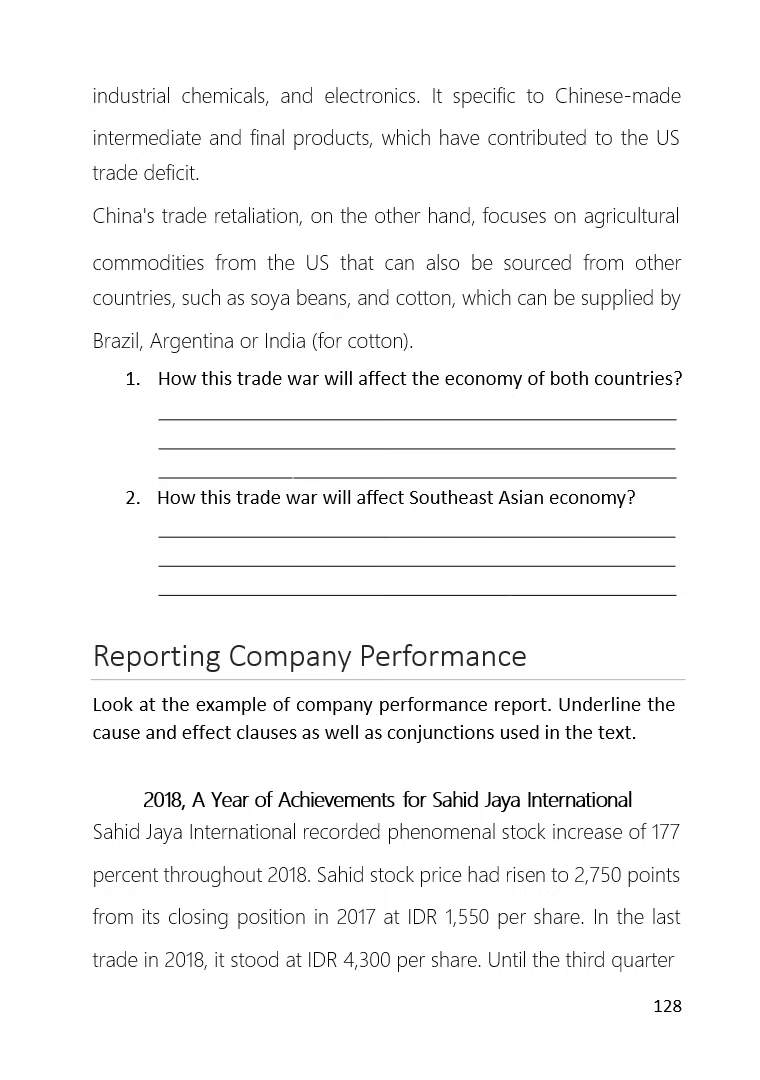 industrial chemicals, and electronics. It specific to Chinese-made
intermediate and final products, which have contributed to the US
trade deficit.
China's trade retaliation, on the other hand, focuses on agricultural
commodities from the US that can also be sourced from other
countries, such as soya beans, and cotton, which can be supplied by
Brazil, Argentina or India (for cotton).
1. How this trade war will affect the economy of both countries?
2. How this trade war will affect Southeast Asian economy?
Reporting Company Performance
Look at the example of company performance report. Underline the
cause and effect clauses as well as conjunctions used in the text.
2018, A Year of Achievements for Sahid Jaya International
Sahid Jaya International recorded phenomenal stock increase of 177
percent throughout 2018. Sahid stock price had risen to 2,750 points
from its closing position in 2017 at IDR 1,550 per share. In the last
trade in 2018, it stood at IDR 4,300 per share. Until the third quarter
128